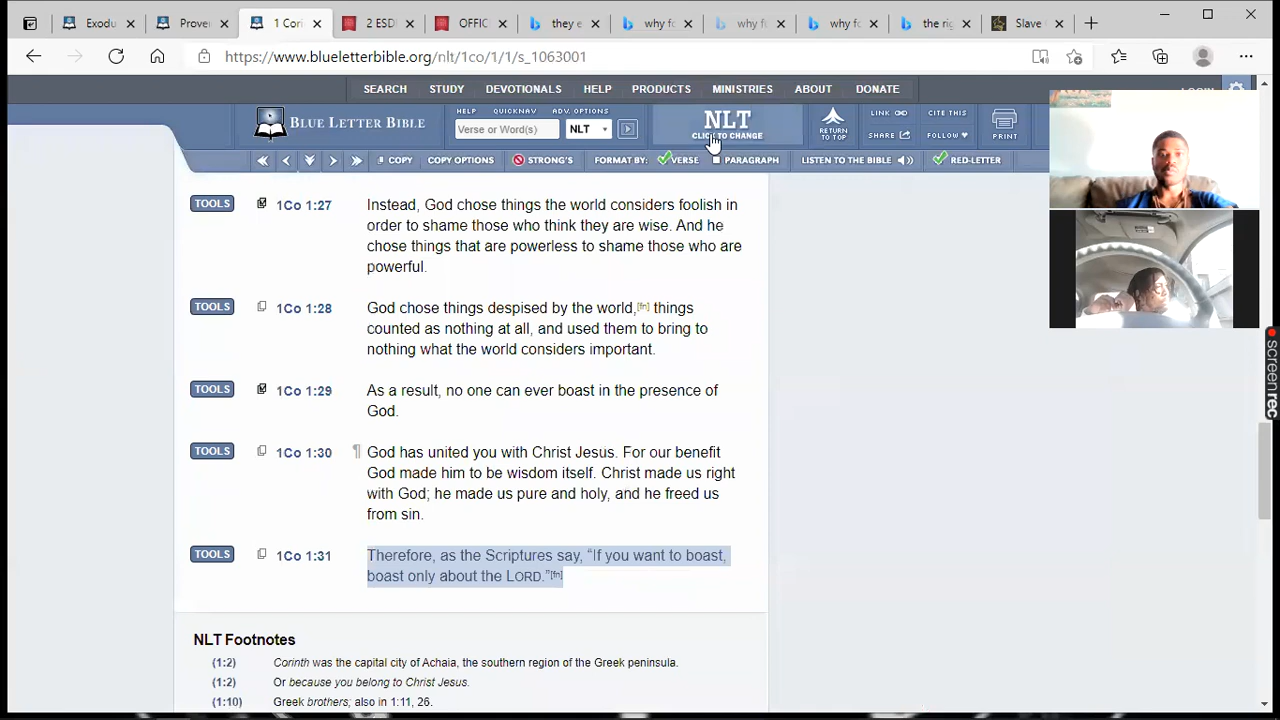 Exodu
Prover
1 Cori
2 ESD
OFFIC
they e
why fo
why fo
why fo
the rig
Slave
https://www.blueletterbible.org/nlt/1co/1/1/s_1063001
SEARCH STUDY DEVOTIONALS HELP PRODUCTS MINISTRIES ABOUT DONATE
BLUE LETTER BIBLE
HELP QUICKNAV ADV. OPTIONS
Verse or Word(s) NLT
NLT
CLICK TO CHANGE
RETURN TO TOP
LINK CITE THIS
SHARE FOLLOW
PRINT
COPY COPY OPTIONS STRONG'S FORMAT BY: VERSE PARAGRAPH LISTEN TO THE BIBLE RED-LETTER
TOOLS 1Co 1:27 Instead, God chose things the world considers foolish in
order to shame those who think they are wise. And he
chose things that are powerless to shame those who are
powerful.
TOOLS 1Co 1:28 God chose things despised by the world,[fn] things
counted as nothing at all, and used them to bring to
nothing what the world considers important.
TOOLS 1Co 1:29 As a result, no one can ever boast in the presence of
God.
TOOLS 1Co 1:30 ¶ God has united you with Christ Jesus. For our benefit
God made him to be wisdom itself. Christ made us right
with God; he made us pure and holy, and he freed us
from sin.
TOOLS 1Co 1:31 Therefore, as the Scriptures say, “If you want to boast,
boast only about the LORD.”[fn]
NLT Footnotes
(1:2) Corinth was the capital city of Achaia, the southern region of the Greek peninsula.
(1:2) Or because you belong to Christ Jesus.
(1:10) Greek brothers; also in 1:11, 26.
screenrec